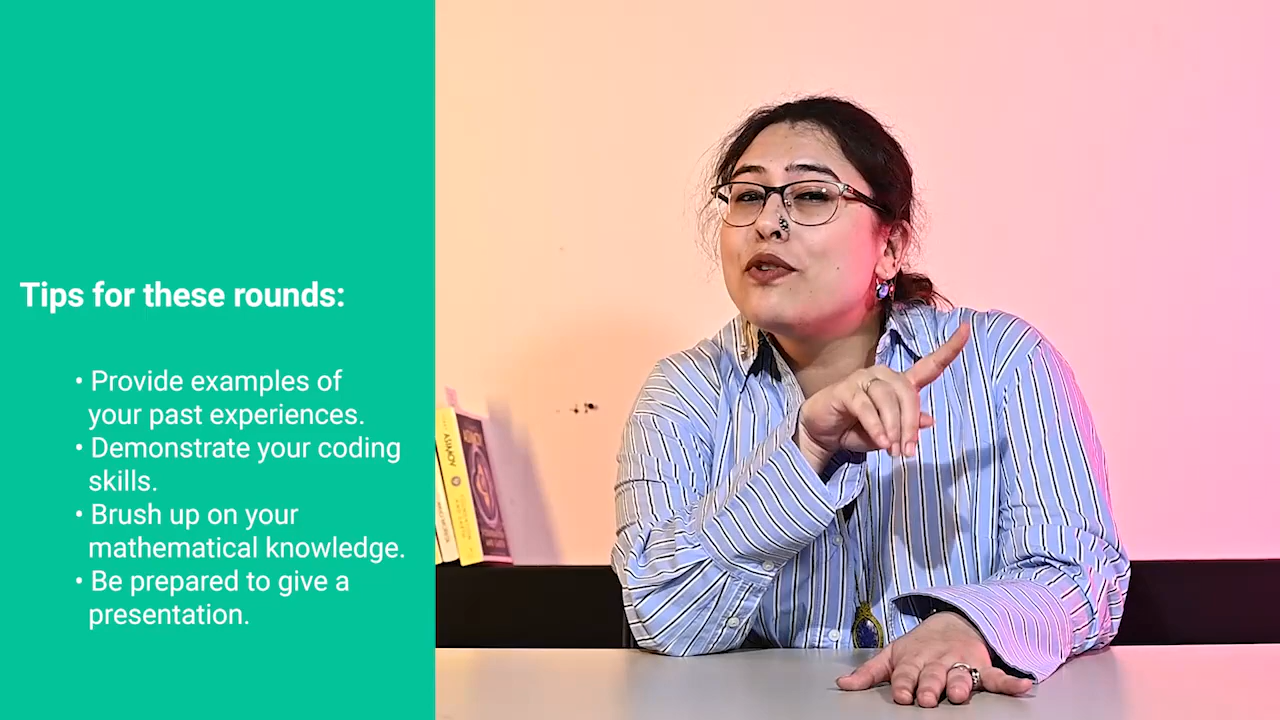 Tips for these rounds:
• Provide examples of
your past experiences.
• Demonstrate your coding
skills.
• Brush up on your
mathematical knowledge.
• Be prepared to give a
presentation.
ASIMOV